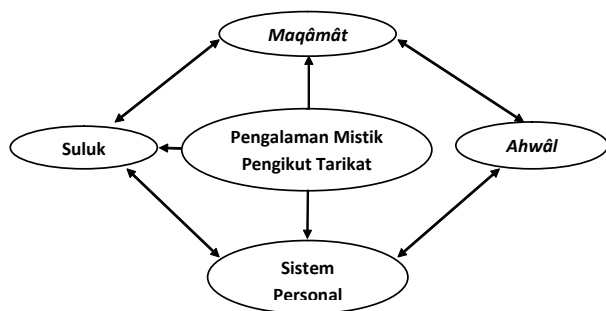 Maqâmât
Suluk
Pengalaman Mistik
Pengikut Tarikat
Ahwâl
Sistem
Personal